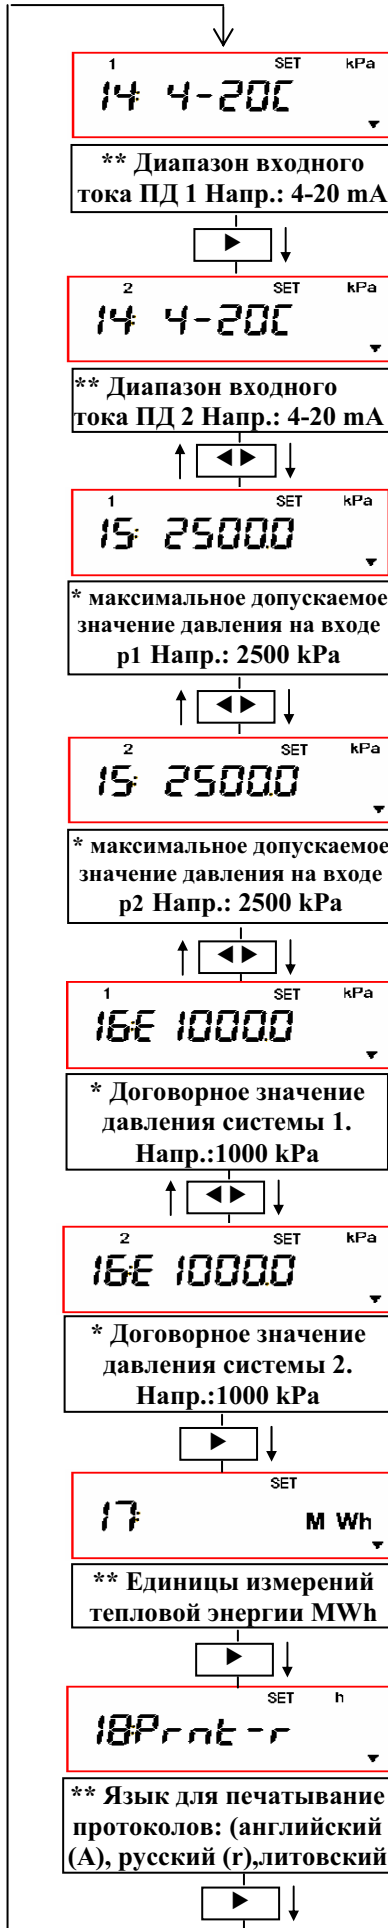 1 SET kPa
14: 4-20C
** Диапазон входного
тока ПД 1 Напр.: 4-20 mA
2 SET kPa
14: 4-20C
** Диапазон входного
тока ПД 2 Напр.: 4-20 mA
1 SET kPa
15: 2500.0
* максимальное допускаемое
значение давления на входе
p1 Напр.: 2500 kPa
2 SET kPa
15: 2500.0
* максимальное допускаемое
значение давления на входе
p2 Напр.: 2500 kPa
1 SET kPa
16:E 1000.0
* Договорное значение
давления системы 1.
Напр.:1000 kPa
2 SET kPa
16:E 1000.0
* Договорное значение
давления системы 2.
Напр.:1000 kPa
SET
17: M Wh
** Единицы измерений
тепловой энергии MWh
SET h
18:Prnt-r
** Язык для печатывание
протоколов: (английский
(A), русский (r),литовский